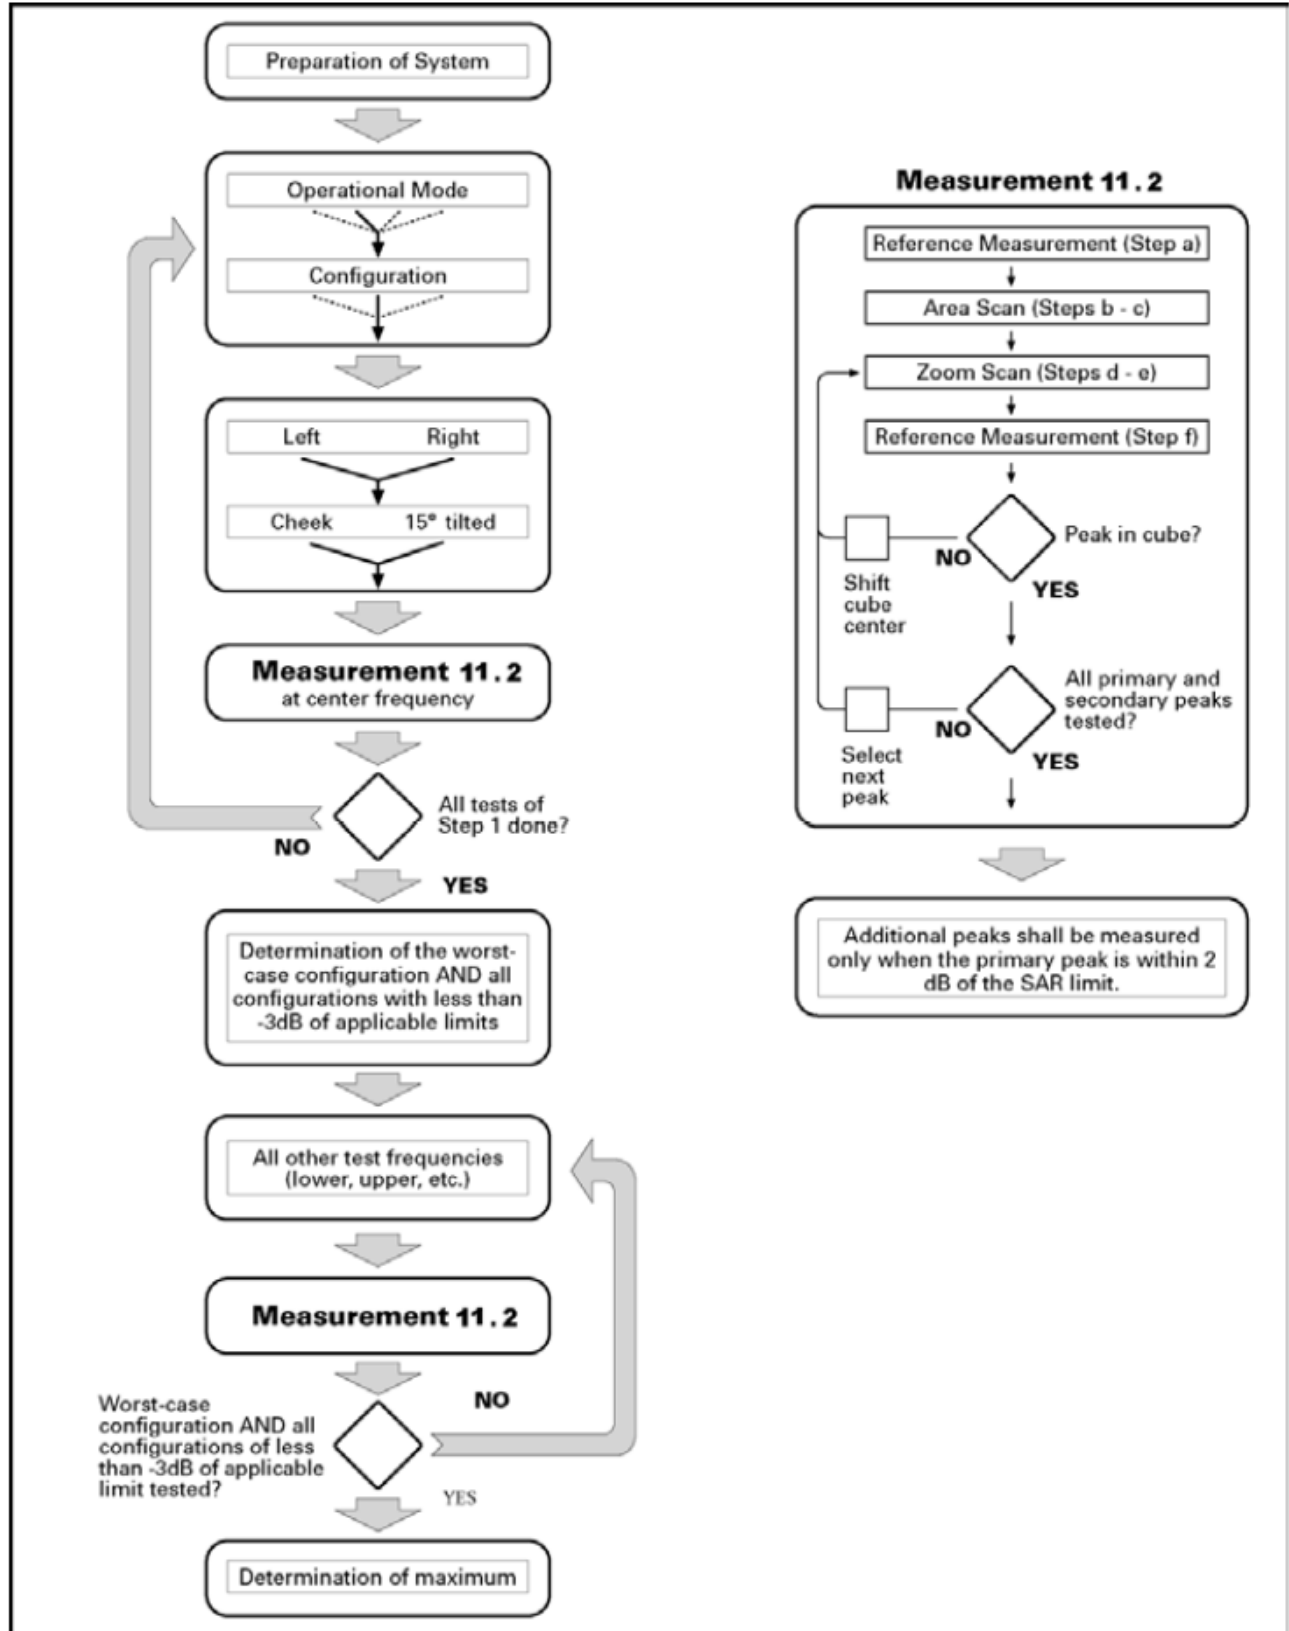 Preparation of System
Operational Mode
Configuration
Left Right
Cheek 15° tilted
Measurement 11.2
at center frequency
All tests of
Step 1 done?
NO
YES
Determination of the worst-
case configuration AND all
configurations with less than
-3dB of applicable limits
All other test frequencies
(lower, upper, etc.)
Measurement 11.2
Worst-case
configuration AND all
configurations of less
than -3dB of applicable
limit tested?
NO
YES
Determination of maximum
Measurement 11.2
Reference Measurement (Step a)
Area Scan (Steps b - c)
Zoom Scan (Steps d - e)
Reference Measurement (Step f)
Peak in cube?
NO
YES
Shift
cube
center
All primary and
secondary peaks
tested?
NO
YES
Select
next
peak
Additional peaks shall be measured
only when the primary peak is within 2
dB of the SAR limit.